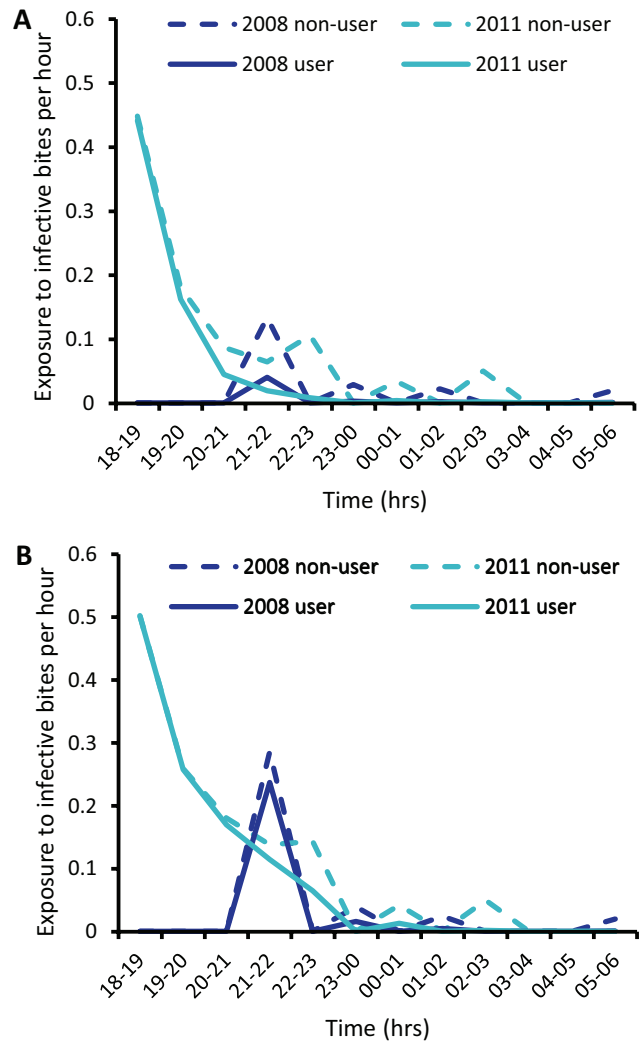 A
2008 non-user 2011 non-user
2008 user 2011 user
Exposure to infective bites per hour
0.6
0.5
0.4
0.3
0.2
0.1
0
18-19 19-20 20-21 21-22 22-23 23-00 00-01 01-02 02-03 03-04 04-05 05-06
Time (hrs)
B
2008 non-user 2011 non-user
2008 user 2011 user
Exposure to infective bites per hour
0.6
0.5
0.4
0.3
0.2
0.1
0
18-19 19-20 20-21 21-22 22-23 23-00 00-01 01-02 02-03 03-04 04-05 05-06
Time (hrs)